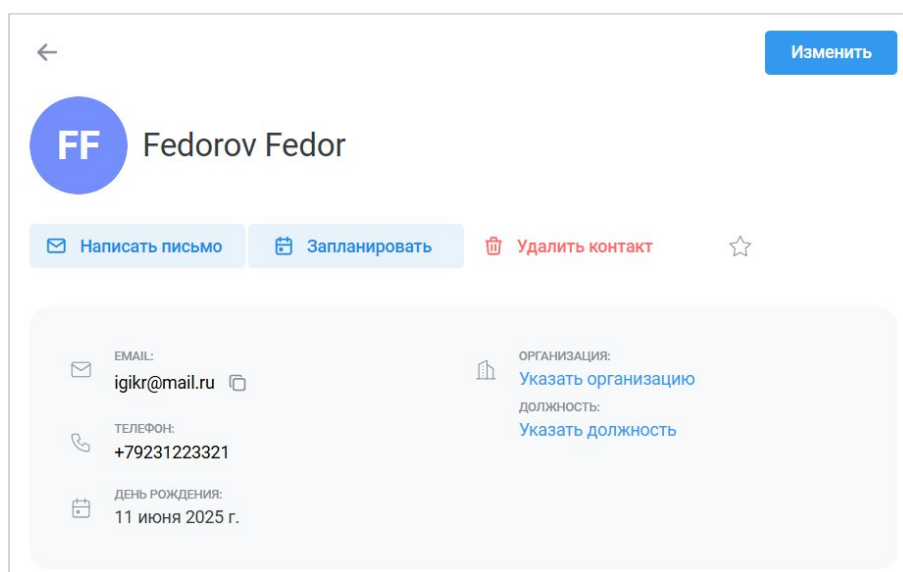 Изменить
FF
Fedorov Fedor
Написать письмо
Запланировать
Удалить контакт
EMAIL:
igikr@mail.ru
ТЕЛЕФОН:
+79231223321
ДЕНЬ РОЖДЕНИЯ:
11 июня 2025 г.
ОРГАНИЗАЦИЯ:
Указать организацию
ДОЛЖНОСТЬ:
Указать должность